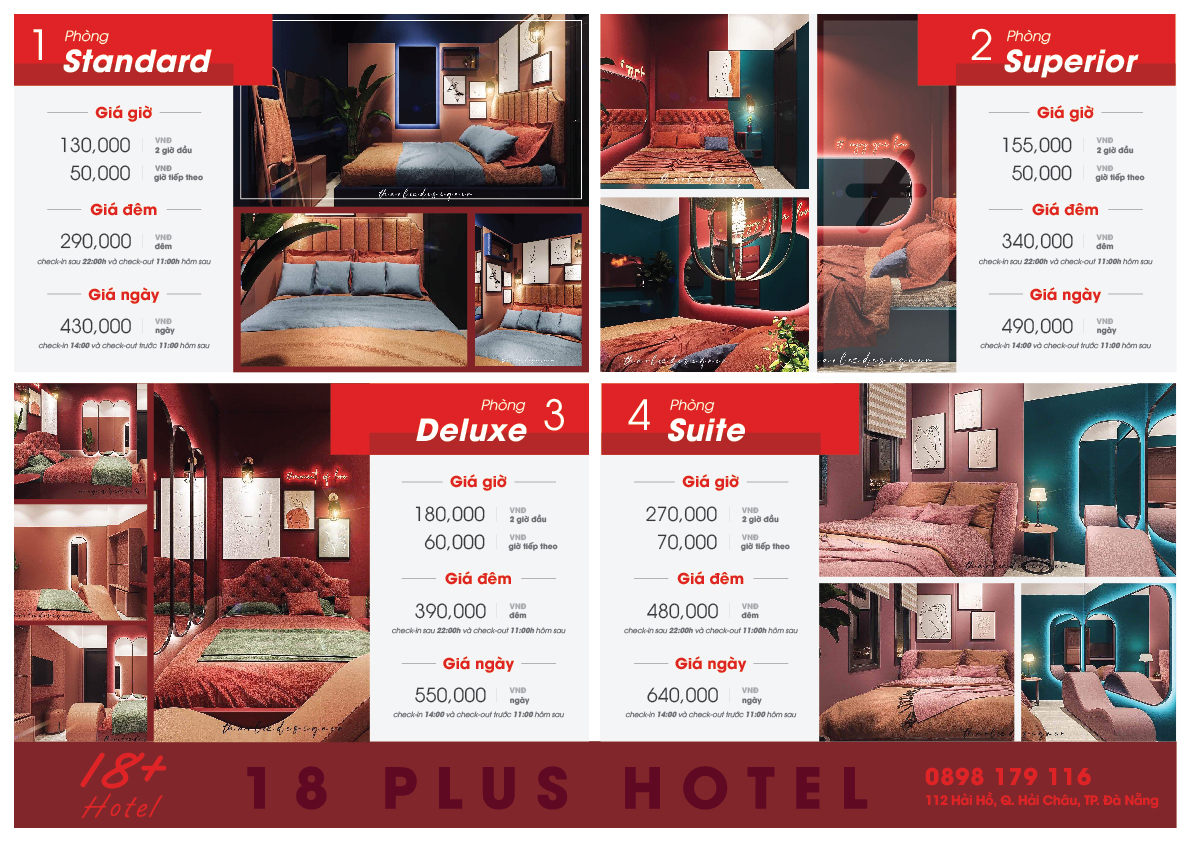 1
Phòng
Standard
Giá giờ
130,000 VNĐ
2 giờ đầu
50,000 VNĐ
giờ tiếp theo
Giá đêm
290,000 VNĐ
đêm
check-in sau 22:00h và check-out 11:00h hôm sau
Giá ngày
430,000 VNĐ
ngày
check-in 14:00 và check-out trước 11:00 hôm sau
2
Phòng
Superior
Giá giờ
155,000 VNĐ
2 giờ đầu
50,000 VNĐ
giờ tiếp theo
Giá đêm
340,000 VNĐ
đêm
check-in sau 22:00h và check-out 11:00h hôm sau
Giá ngày
490,000 VNĐ
ngày
check-in 14:00 và check-out trước 11:00 hôm sau
Phòng
Deluxe
3
Giá giờ
180,000 VNĐ
2 giờ đầu
60,000 VNĐ
giờ tiếp theo
Giá đêm
390,000 VNĐ
đêm
check-in sau 22:00h và check-out 11:00h hôm sau
Giá ngày
550,000 VNĐ
ngày
check-in 14:00 và check-out trước 11:00 hôm sau
4
Phòng
Suite
Giá giờ
270,000 VNĐ
2 giờ đầu
70,000 VNĐ
giờ tiếp theo
Giá đêm
480,000 VNĐ
đêm
check-in sau 22:00h và check-out 11:00h hôm sau
Giá ngày
640,000 VNĐ
ngày
check-in 14:00 và check-out trước 11:00 hôm sau
18+
Hotel
18 PLUS HOTEL
0898 179 116
112 Hải Hồ, Q. Hải Châu, TP. Đà Nẵng